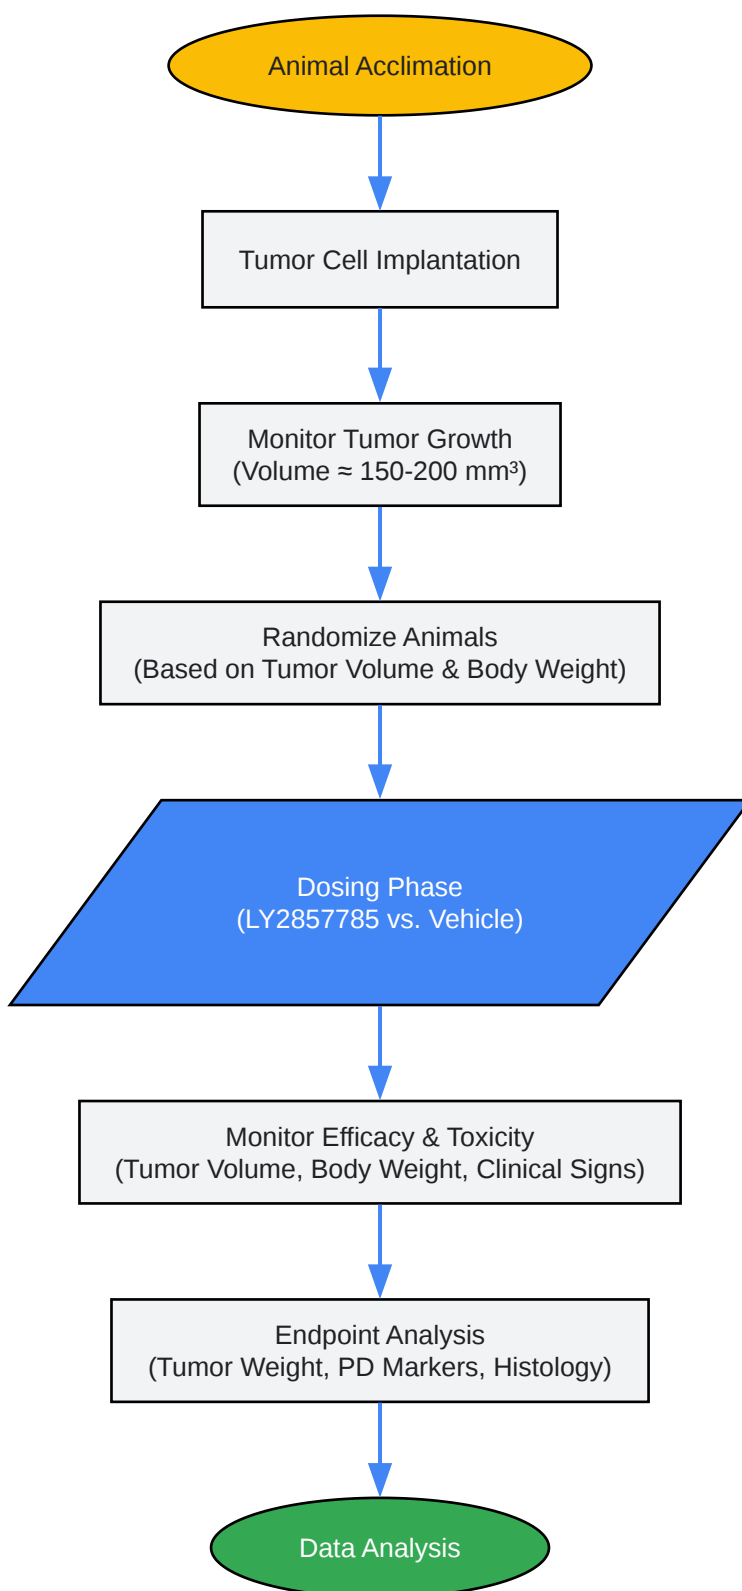 Animal Acclimation
Tumor Cell Implantation
Monitor Tumor Growth
(Volume ≈ 150-200 mm³)
Randomize Animals
(Based on Tumor Volume & Body Weight)
Dosing Phase
(LY2857785 vs. Vehicle)
Monitor Efficacy & Toxicity
(Tumor Volume, Body Weight, Clinical Signs)
Endpoint Analysis
(Tumor Weight, PD Markers, Histology)
Data Analysis